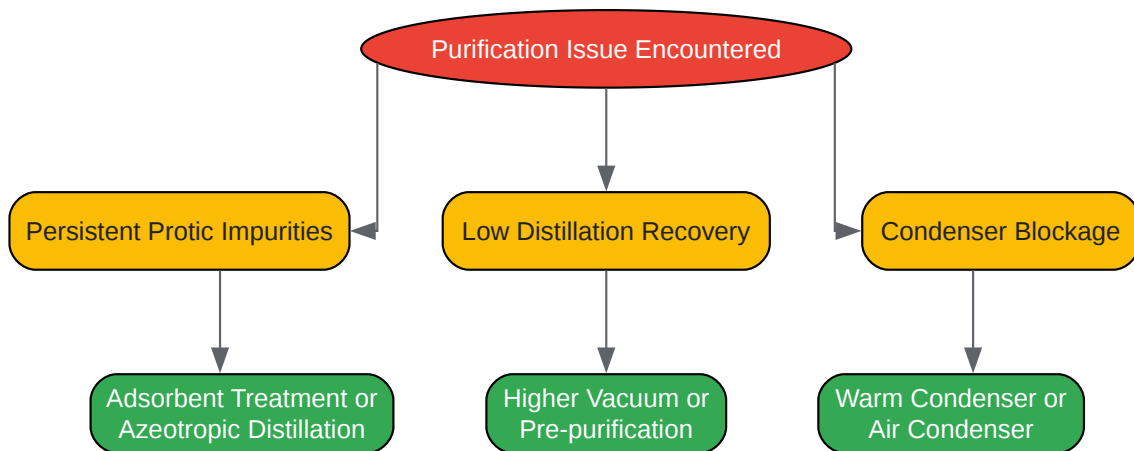 Purification Issue Encountered
Persistent Protic Impurities
Low Distillation Recovery
Condenser Blockage
Adsorbent Treatment or
Azeotropic Distillation
Higher Vacuum or
Pre-purification
Warm Condenser or
Air Condenser